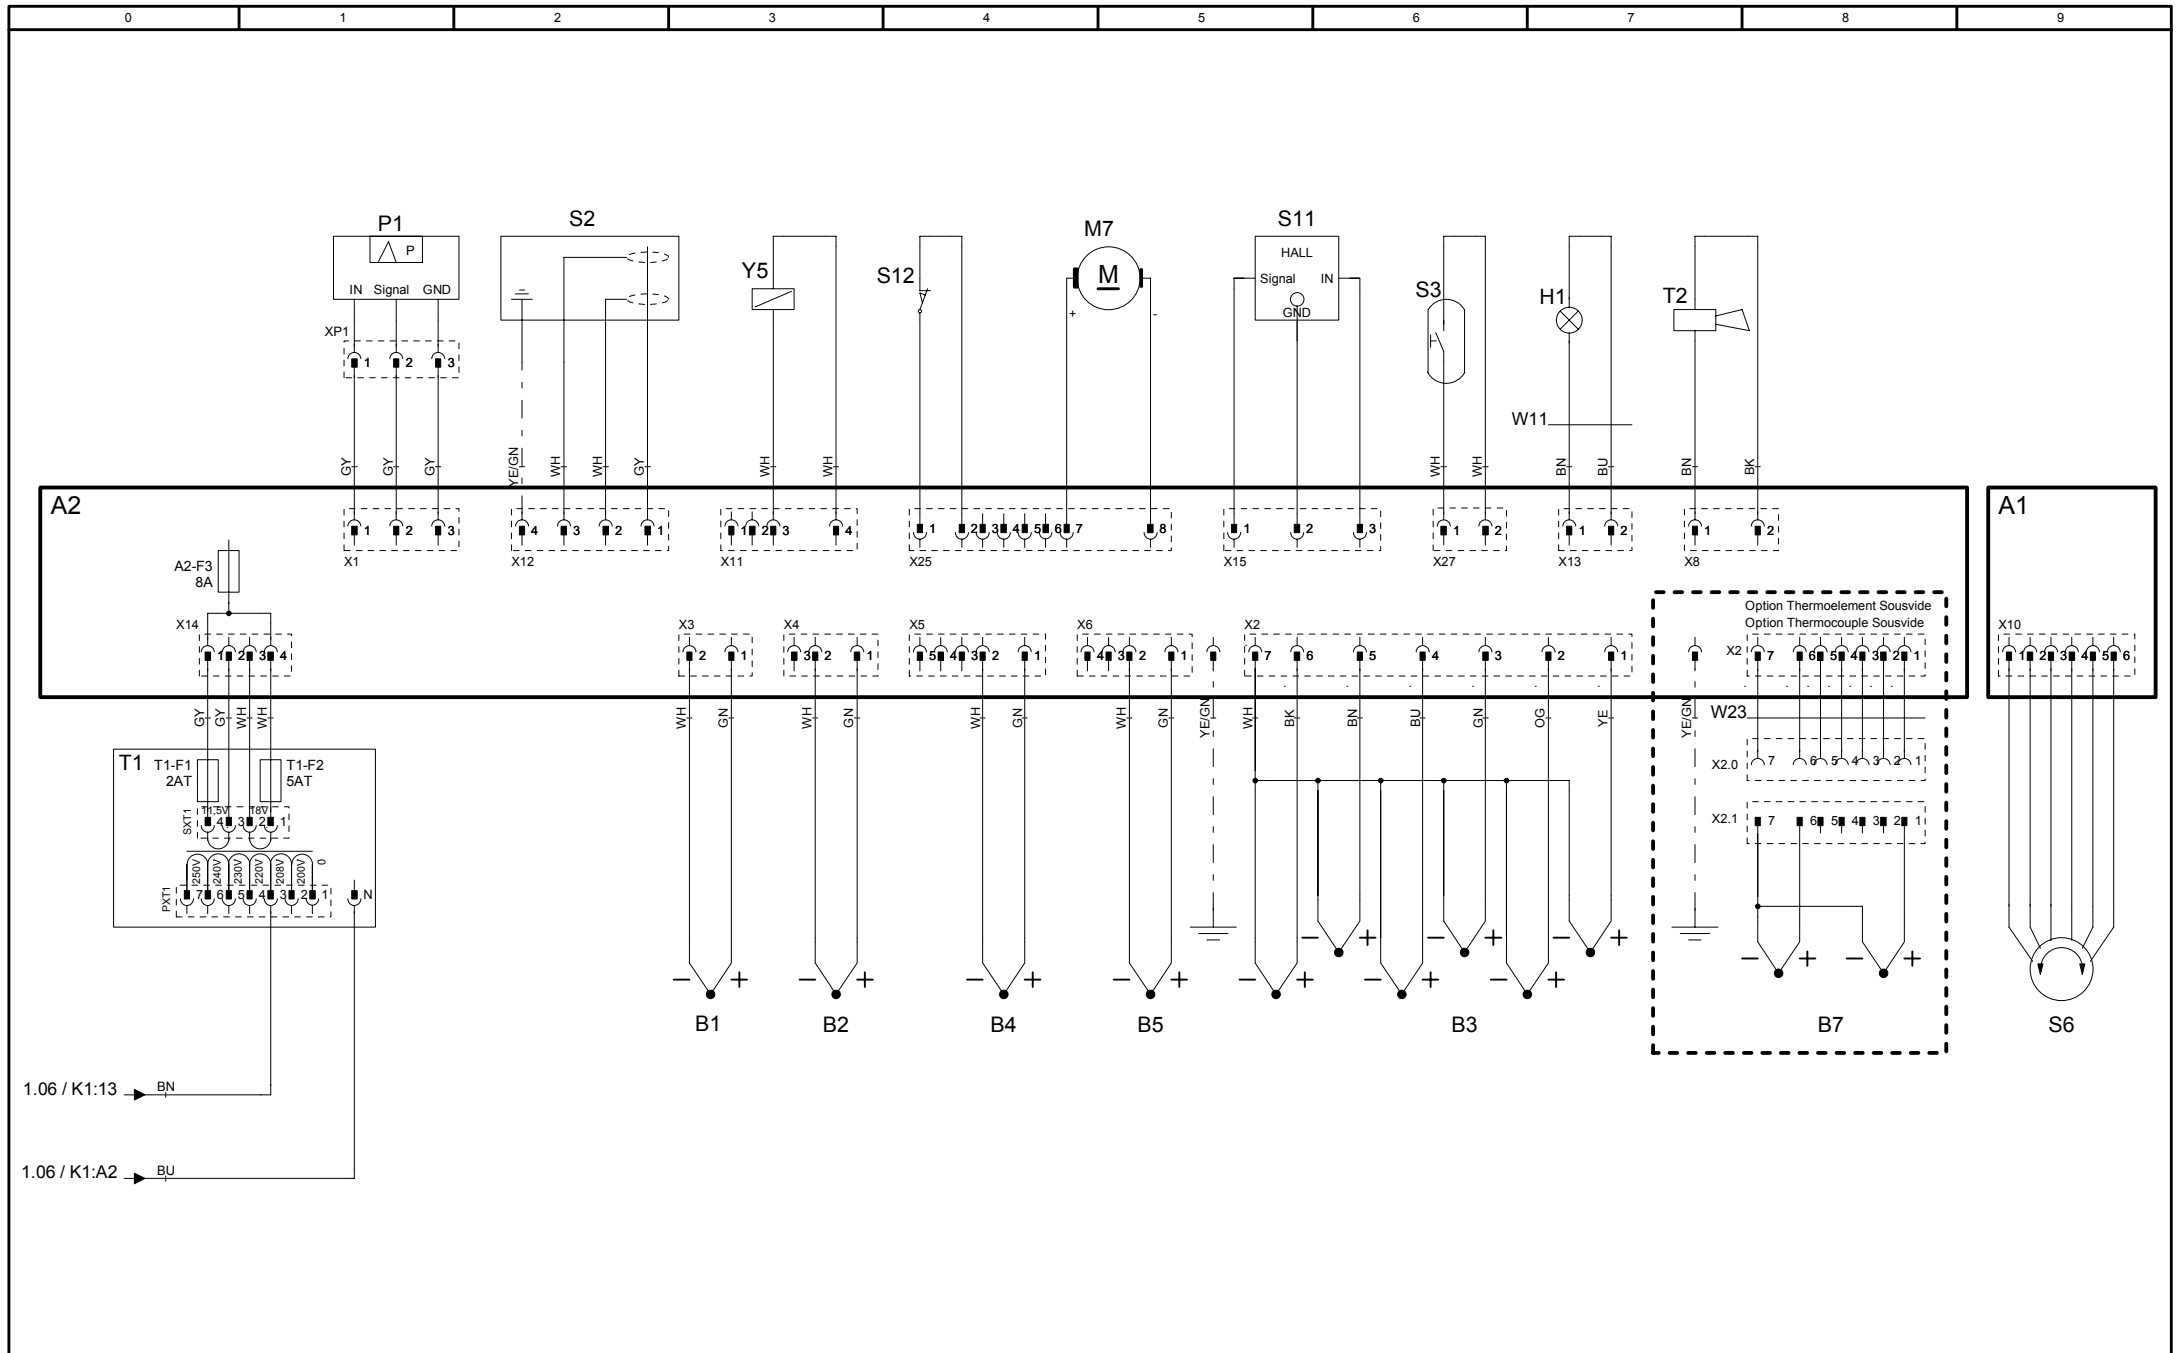 0 1 2 3 4 5 6 7 8 9
P1 S2 M7 S11
P HALL
Y5 S12 Signal IN S3 H1 T2
IN Signal GND
M
+ -
GND
XP1
1 2 3
W11
GY GY GY YE/GN WH WH GY WH WH WH WH BN BU BN BK
A2 A1
1 2 3 4 3 2 1 1 2 3 4 1 2 3 4 5 6 7 8 1 2 3 1 2 1 2 1 2
X1 X12 X11 X25 X15 X27 X13 X8
A2-F3
8A
Option Thermoelement Sousvide
Option Thermocouple Sousvide
X14 X3 X4 X5 X6 X2 X2 X10
1 2 3 4 2 1 3 2 1 5 4 3 2 1 4 3 2 1 7 6 5 4 3 2 1 7 6 5 4 3 2 1 1 2 3 4 5 6
GY GY WH WH WH GN WH GN WH GN WH GN YE/GN WH BK BN BU GN OG YE YE/GN
W23
T1 T1-F1
2AT
T1-F2
5AT
X2.0 7 6 5 4 3 2 1
11,5V 18V
SXT1 4 3 2 1
X2.1 7 6 5 4 3 2 1
250V 240V 230V 220V 208V 200V 0
PXT1 7 6 5 4 3 2 1 N
- + - + - +
- + - +
- + - + - + - + - + - + - +
B1 B2 B4 B5 B3 B7 S6
1.06 / K1:13 BN
1.06 / K1:A2 BU